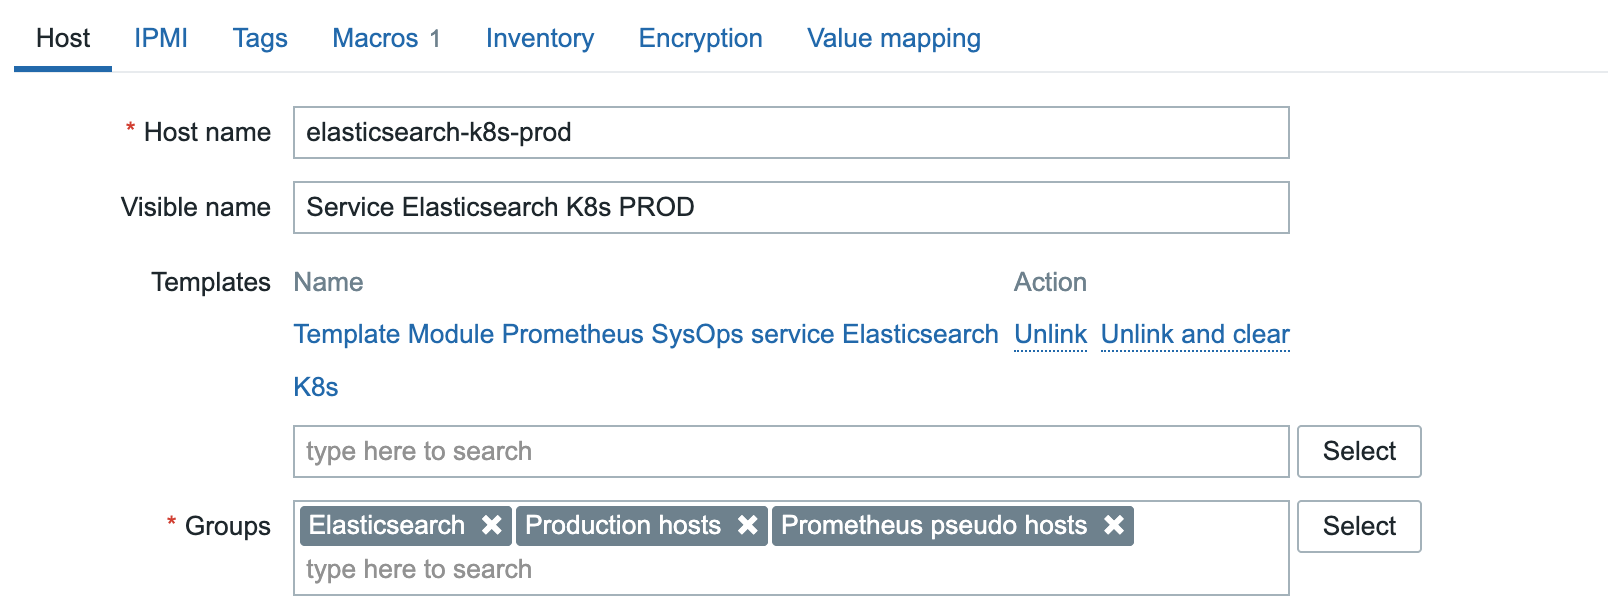 Host IPMI Tags Macros 1 Inventory Encryption Value mapping
* Host name elasticsearch-k8s-prod
Visible name Service Elasticsearch K8s PROD
Templates Name Action
Template Module Prometheus SysOps service Elasticsearch Unlink Unlink and clear
K8s
type here to search Select
* Groups Elasticsearch Production hosts Prometheus pseudo hosts Select
type here to search